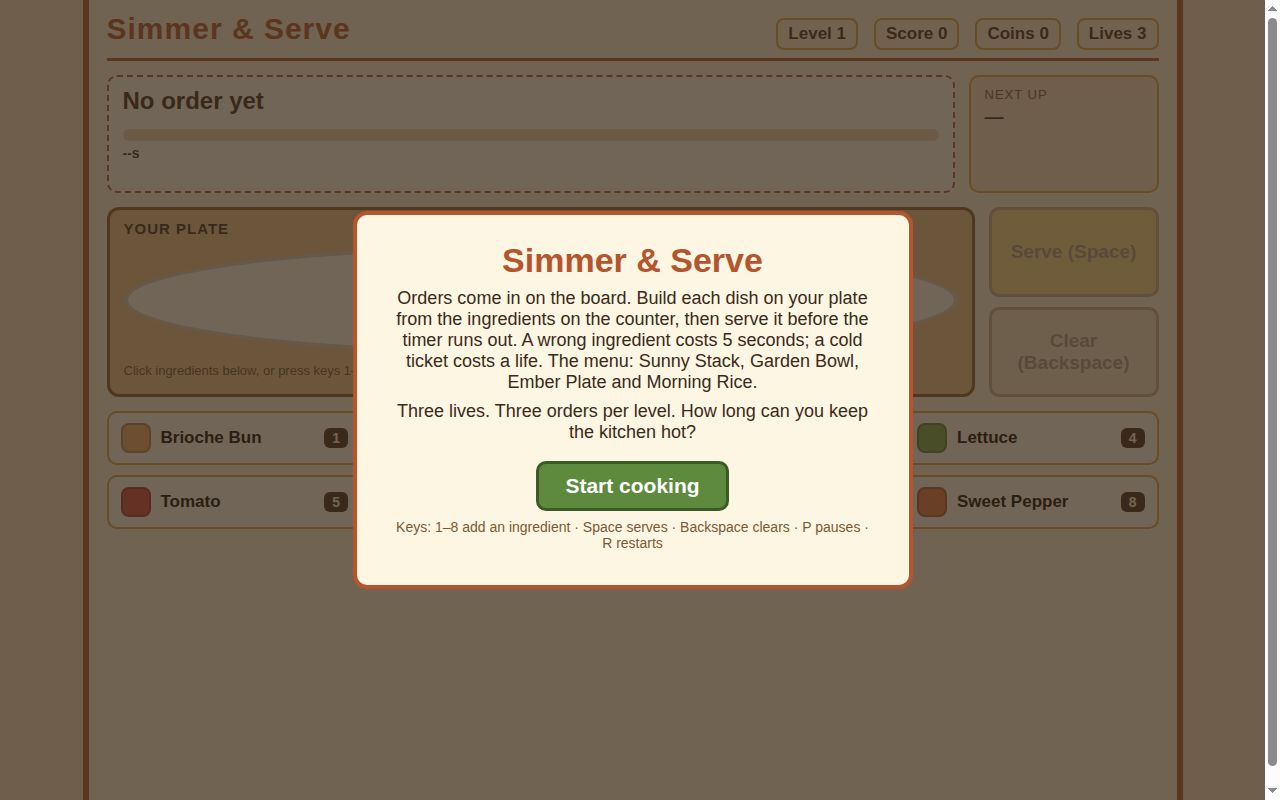 Simmer & Serve
Level 1
Score 0
Coins 0
Lives 3
No order yet
--s
NEXT UP
—
YOUR PLATE
Serve (Space)
Clear
(Backspace)
Click ingredients below, or press keys 1-
Brioche Bun
1
Lettuce
4
Tomato
5
Sweet Pepper
8
Simmer & Serve
Orders come in on the board. Build each dish on your plate
from the ingredients on the counter, then serve it before the
timer runs out. A wrong ingredient costs 5 seconds; a cold
ticket costs a life. The menu: Sunny Stack, Garden Bowl,
Ember Plate and Morning Rice.
Three lives. Three orders per level. How long can you keep
the kitchen hot?
Start cooking
Keys: 1–8 add an ingredient · Space serves · Backspace clears · P pauses ·
R restarts